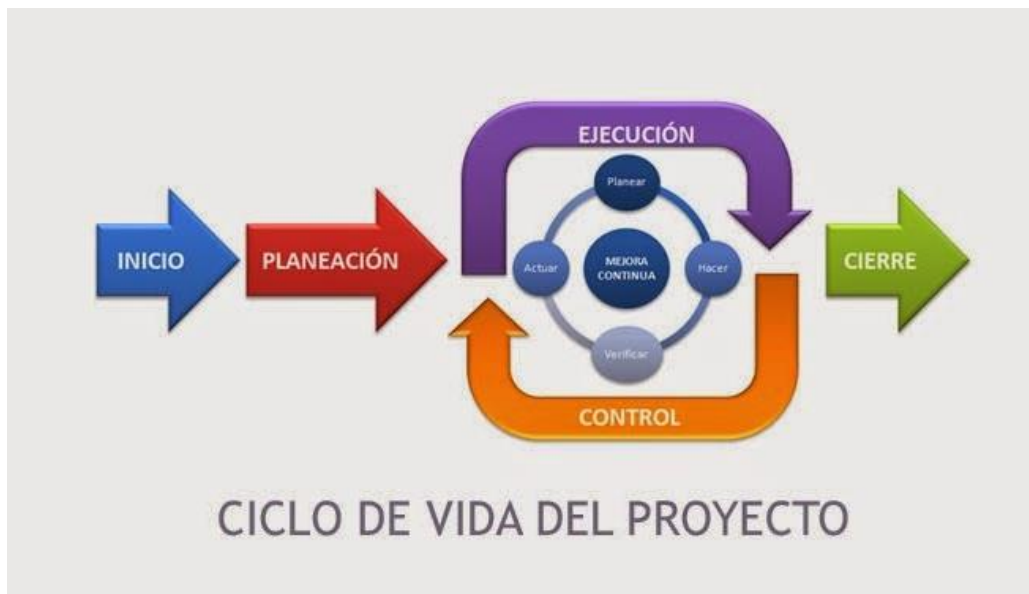 EJECUCIÓN
Planear
INICIO
PLANEACIÓN
Actuar
MEJORA
CONTINUA
Hacer
CIERRE
Verificar
CONTROL
CICLO DE VIDA DEL PROYECTO